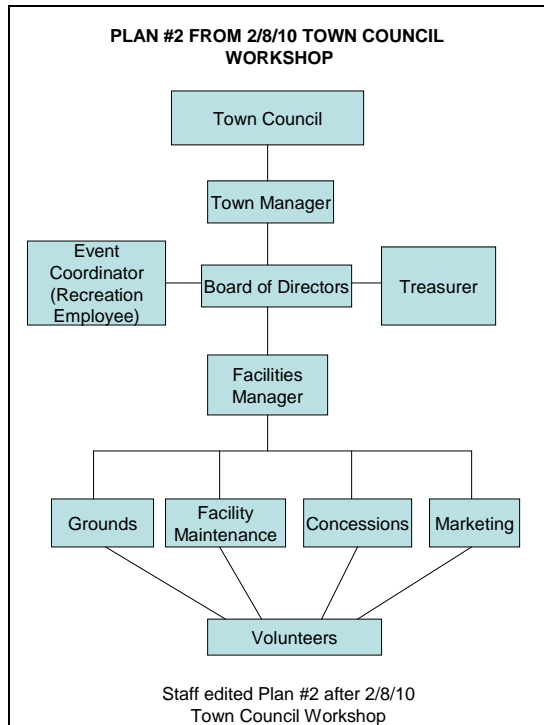 PLAN #2 FROM 2/8/10 TOWN COUNCIL
WORKSHOP
Town Council
Town Manager
Event
Coordinator
(Recreation
Employee)
Board of Directors
Treasurer
Facilities
Manager
Grounds
Facility
Maintenance
Concessions
Marketing
Volunteers
Staff edited Plan #2 after 2/8/10
Town Council Workshop